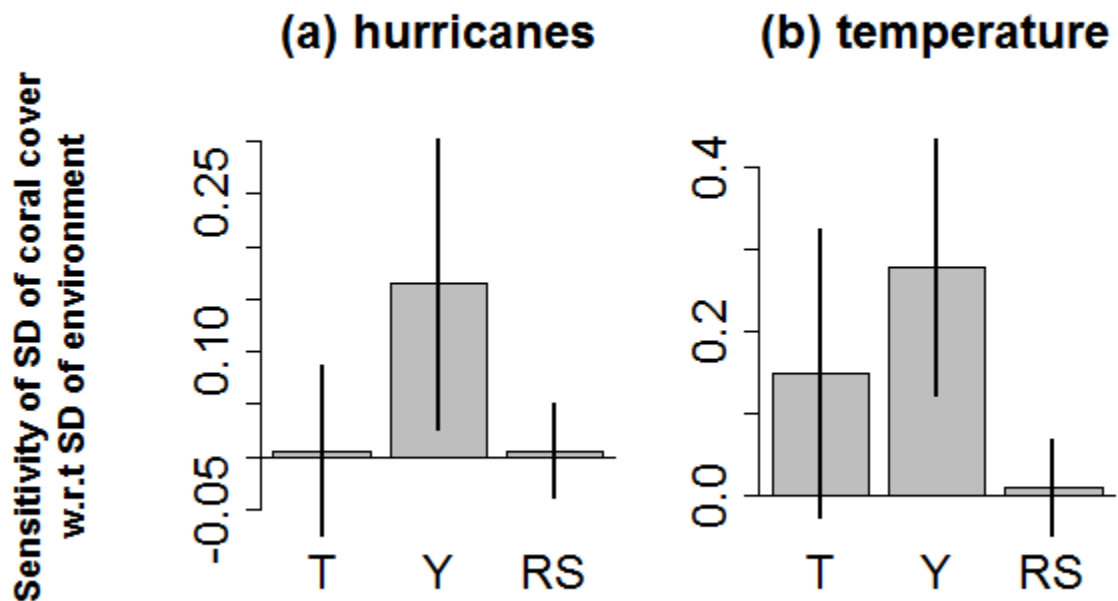 (a) hurricanes
(b) temperature
Sensitivity of SD of coral cover
w.r.t SD of environment
0.25
0.10
-0.05
T
Y
RS
0.4
0.2
0.0
T
Y
RS